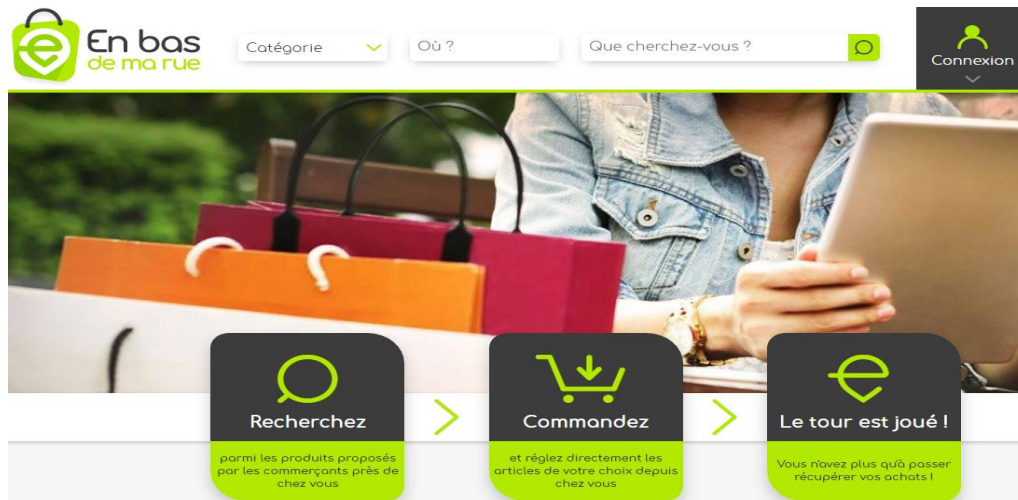 En bas
de ma rue
Catégorie
Où ?
Que cherchez-vous ?
Connexion
Recherchez
parmi les produits proposés
par les commerçants près de
chez vous
Commandez
et réglez directement les
articles de votre choix depuis
chez vous
Le tour est joué !
Vous n'avez plus qu'à passer
récupérer vos achats !